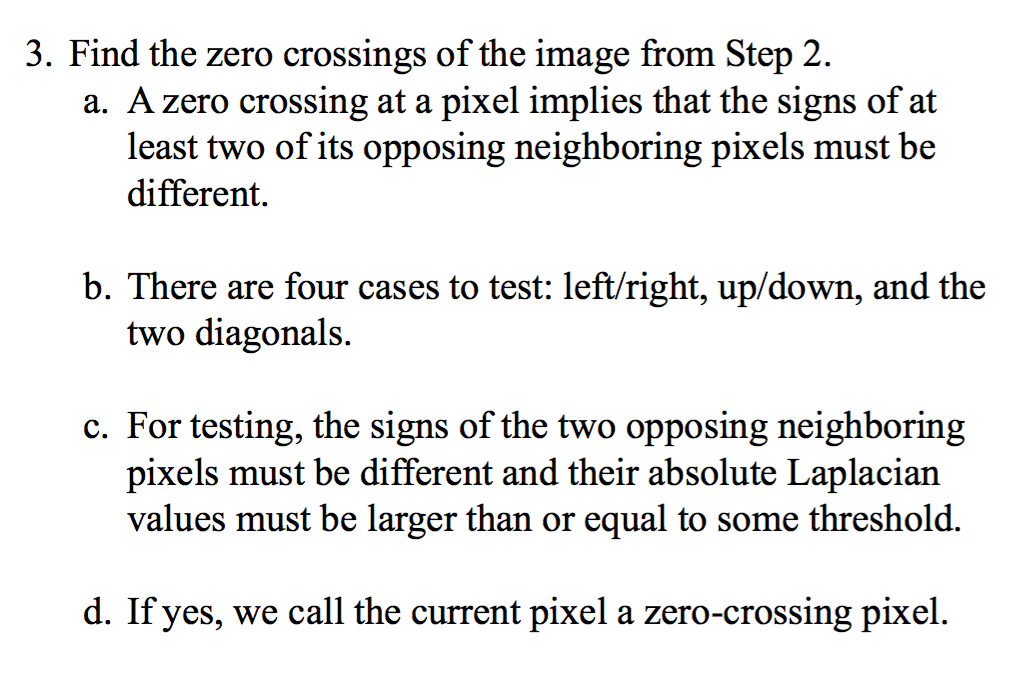 3. Find the zero crossings of the image from Step 2.
a. A zero crossing at a pixel implies that the signs of at
least two of its opposing neighboring pixels must be
different.
b. There are four cases to test: left/right, up/down, and the
two diagonals.
c. For testing, the signs of the two opposing neighboring
pixels must be different and their absolute Laplacian
values must be larger than or equal to some threshold.
d. If yes, we call the current pixel a zero-crossing pixel.